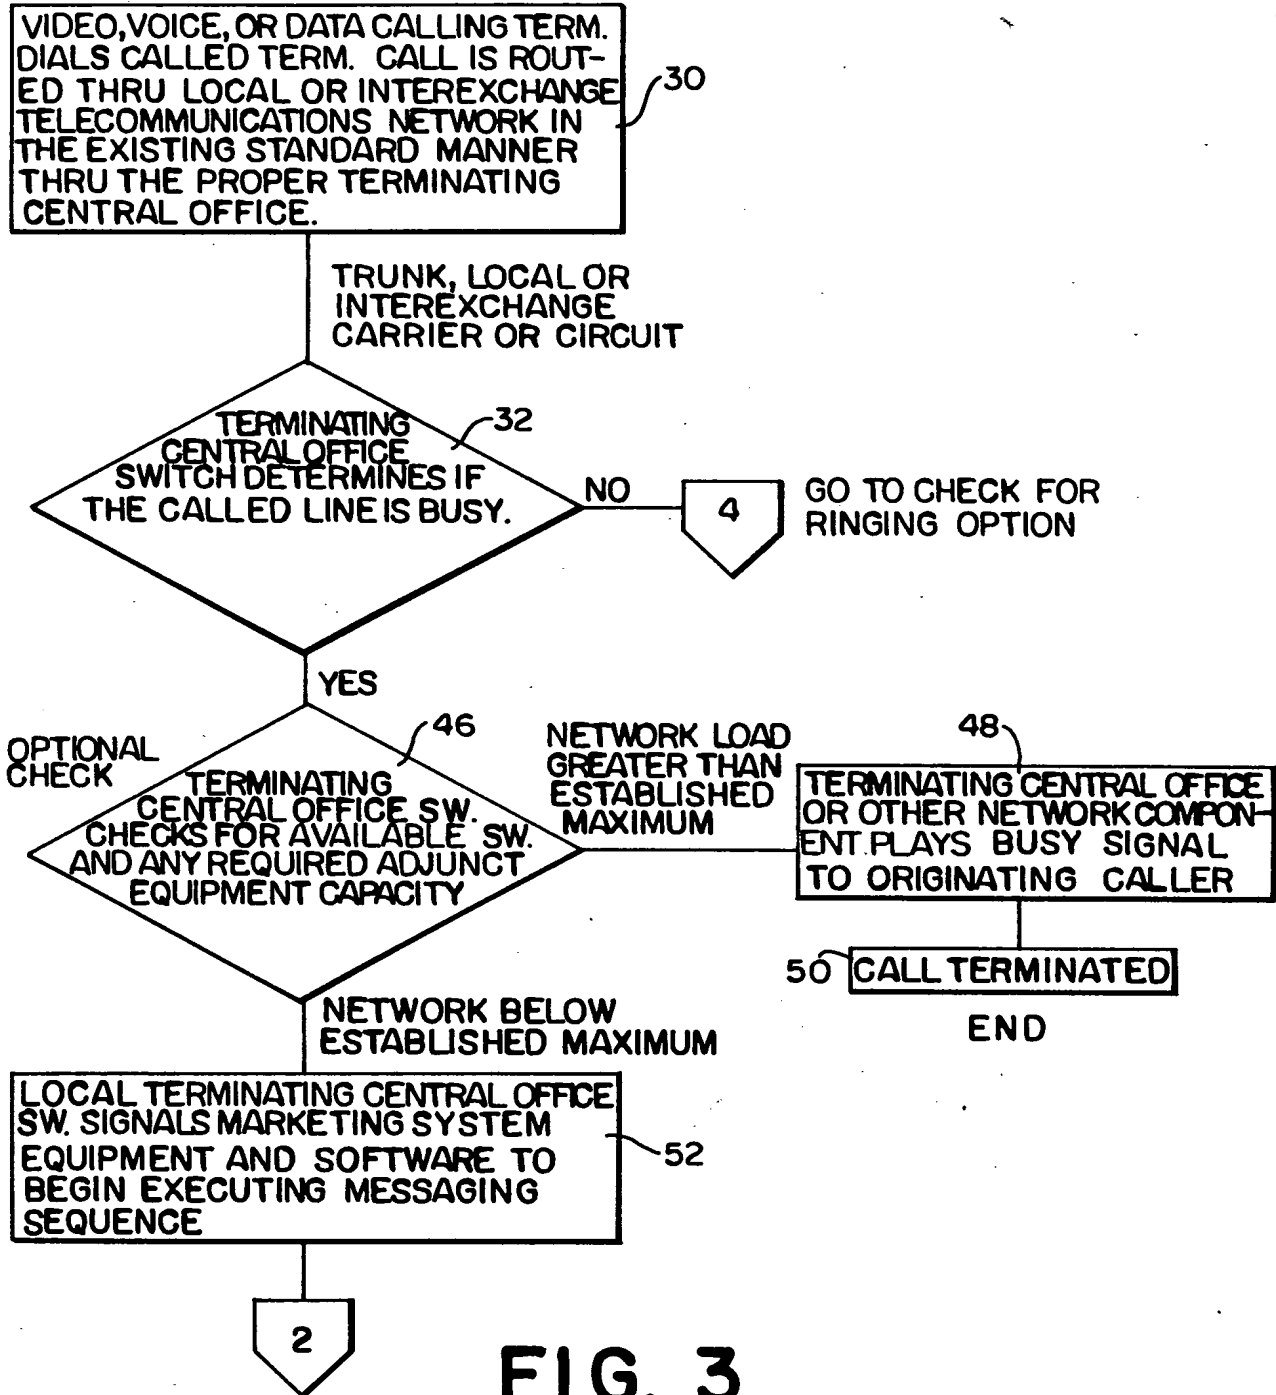 VIDEO, VOICE, OR DATA CALLING TERM.
DIALS CALLED TERM. CALL IS ROUT-
ED THRU LOCAL OR INTEREXCHANGE
TELECOMMUNICATIONS NETWORK IN
THE EXISTING STANDARD MANNER
THRU THE PROPER TERMINATING
CENTRAL OFFICE.
30
TRUNK, LOCAL OR
INTEREXCHANGE
CARRIER OR CIRCUIT
32
TERMINATING
CENTRAL OFFICE
SWITCH DETERMINES IF
THE CALLED LINE IS BUSY.
NO
4
GO TO CHECK FOR
RINGING OPTION
YES
OPTIONAL
CHECK
46
TERMINATING
CENTRAL OFFICE SW.
CHECKS FOR AVAILABLE SW.
AND ANY REQUIRED ADJUNCT
EQUIPMENT CAPACITY
NETWORK LOAD
GREATER THAN
ESTABLISHED
MAXIMUM
48
TERMINATING CENTRAL OFFICE
OR OTHER NETWORK COMPON-
ENT PLAYS BUSY SIGNAL
TO ORIGINATING CALLER
50
CALL TERMINATED
END
NETWORK BELOW
ESTABLISHED MAXIMUM
LOCAL TERMINATING CENTRAL OFFICE
SW. SIGNALS MARKETING SYSTEM
EQUIPMENT AND SOFTWARE TO
BEGIN EXECUTING MESSAGING
SEQUENCE
52
2
FIG. 3